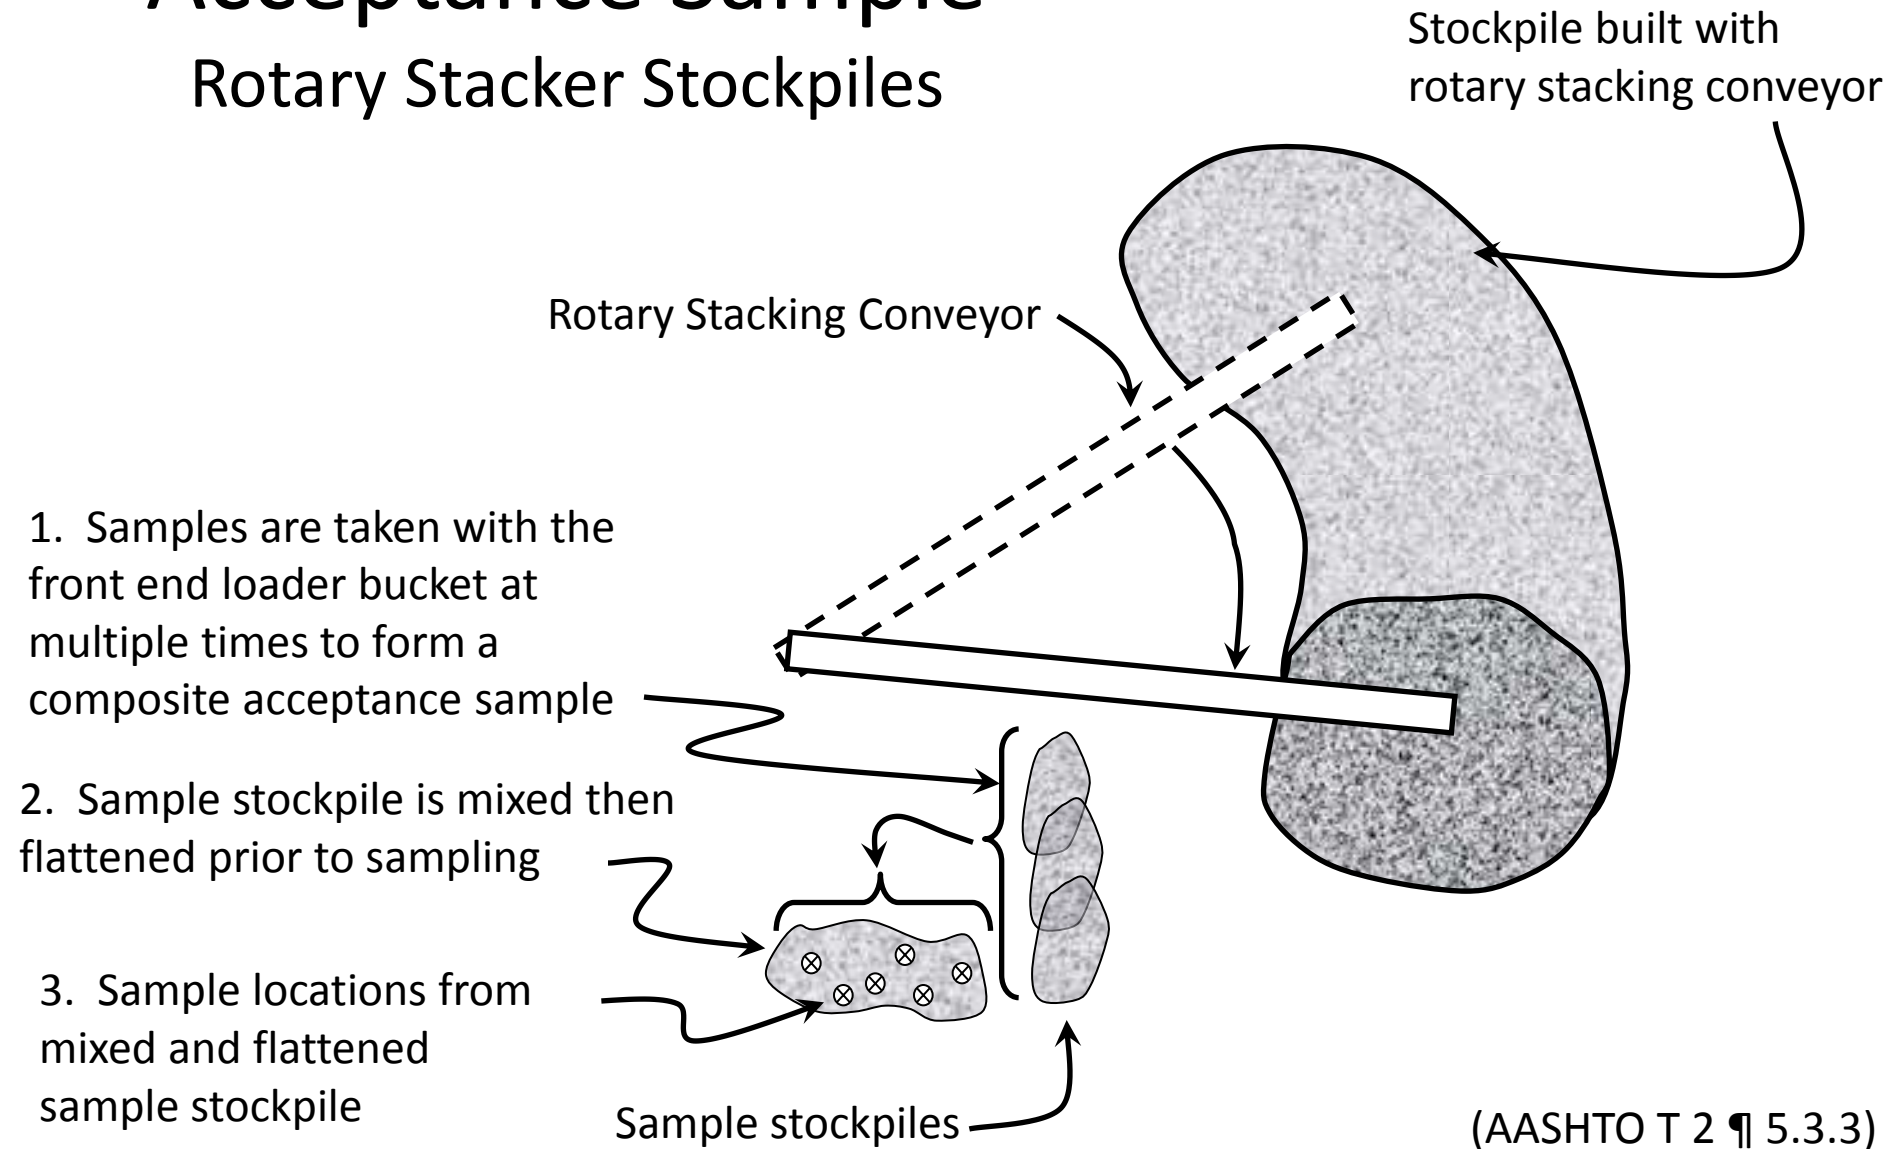 Acceptance Sample
Rotary Stacker Stockpiles
Stockpile built with
rotary stacking conveyor
Rotary Stacking Conveyor
1.  Samples are taken with the
front end loader bucket at
multiple times to form a
composite acceptance sample
2.  Sample stockpile is mixed then
flattened prior to sampling
3.  Sample locations from
mixed and flattened
sample stockpile
Sample stockpiles
(AASHTO T 2 ¶ 5.3.3)